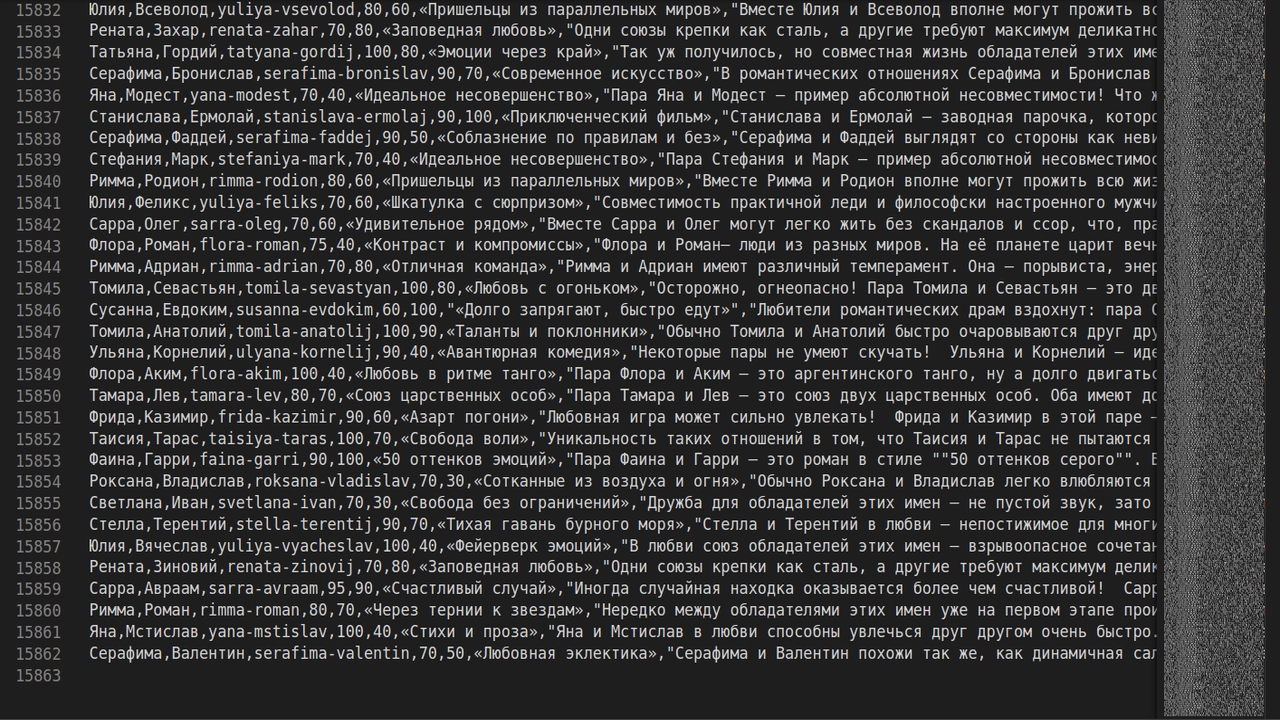 15832 Юлия,Всеволод,yuliya-vsevolod,80,60,«Пришельцы из параллельных миров»,"Вместе Юлия и Всеволод вполне могут прожить
15833 Рената,Захар,renata-zahar,70,80,«Заповедная любовь»,"Одни союзы крепки как сталь, а другие требуют максимум
15834 Татьяна,Гордий,tatyana-gordij,100,80,«Эмоции через край»,"Так уж получилось, но совместная жизнь обладателей этих
15835 Серафима,Бронислав,serafima-bronislav,90,70,«Современное искусство»,"В романтических отношениях Серафима и Бронислав
15836 Яна,Модест,yana-modest,70,40,«Идеальное несовершенство»,"Пара Яна и Модест – пример абсолютной несовместимости! Что
15837 Станислава,Ермолай,stanislava-ermolaj,90,100,«Приключенческий фильм»,"Станислава и Ермолай – заводная парочка,
15838 Серафима,Фаддей,serafima-faddej,90,50,«Соблазнение по правилам и без»,"Серафима и Фаддей выглядят со стороны как
15839 Стефания,Марк,stefaniya-mark,70,40,«Идеальное несовершенство»,"Пара Стефания и Марк – пример абсолютной
15840 Римма,Родион,rimma-rodion,80,60,«Пришельцы из параллельных миров»,"Вместе Римма и Родион вполне могут прожить всю
15841 Юлия,Феликс,yuliya-feliks,70,60,«Шкатулка с сюрпризом»,"Совместимость практичной леди и философски настроенного
15842 Сарра,Олег,sarra-oleg,70,60,«Удивительное рядом»,"Вместе Сарра и Олег могут легко жить без скандалов и ссор, что,
15843 Флора,Роман,flora-roman,75,40,«Контраст и компромиссы»,"Флора и Роман– люди из разных миров. На её планете царит
15844 Римма,Адриан,rimma-adrian,70,80,«Отличная команда»,"Римма и Адриан имеют различный темперамент. Она – порывиста,
15845 Томила,Севастьян,tomila-sevastyan,100,80,«Любовь с огоньком»,"Осторожно, огнеопасно! Пара Томила и Севастьян – это
15846 Сусанна,Евдоким,susanna-evdokim,60,100,"«Долго запрягают, быстро едут»","Любители романтических драм вздохнут: пара
15847 Томила,Анатолий,tomila-anatolij,100,90,«Таланты и поклонники»,"Обычно Томила и Анатолий быстро очаровываются друг
15848 Ульяна,Корнелий,ulyana-kornelij,90,40,«Авантюрная комедия»,"Некоторые пары не умеют скучать!  Ульяна и Корнелий –
15849 Флора,Аким,flora-akim,100,40,«Любовь в ритме танго»,"Пара Флора и Аким – это аргентинского танго, ну а долго
15850 Тамара,Лев,tamara-lev,80,70,«Союз царственных особ»,"Пара Тамара и Лев – это союз двух царственных особ. Оба имеют
15851 Фрида,Казимир,frida-kazimir,90,60,«Азарт погони»,"Любовная игра может сильно увлекать!  Фрида и Казимир в этой паре –
15852 Таисия,Тарас,taisiya-taras,100,70,«Свобода воли»,"Уникальность таких отношений в том, что Таисия и Тарас не пытаются
15853 Фаина,Гарри,faina-garri,90,100,«50 оттенков эмоций»,"Пара Фаина и Гарри – это роман в стиле ""50 оттенков серого"".
15854 Роксана,Владислав,roksana-vladislav,70,30,«Сотканные из воздуха и огня»,"Обычно Роксана и Владислав легко влюбляются
15855 Светлана,Иван,svetlana-ivan,70,30,«Свобода без ограничений»,"Дружба для обладателей этих имен – не пустой звук, зато
15856 Стелла,Терентий,stella-terentij,90,70,«Тихая гавань бурного моря»,"Стелла и Терентий в любви – непостижимое для
15857 Юлия,Вячеслав,yuliya-vyacheslav,100,40,«Фейерверк эмоций»,"В любви союз обладателей этих имен – взрывоопасное
15858 Рената,Зиновий,renata-zinovij,70,80,«Заповедная любовь»,"Одни союзы крепки как сталь, а другие требуют максимум
15859 Сарра,Авраам,sarra-avraam,95,90,«Счастливый случай»,"Иногда случайная находка оказывается более чем счастливой!
15860 Римма,Роман,rimma-roman,80,70,«Через тернии к звездам»,"Нередко между обладателями этих имен уже на первом этапе
15861 Яна,Мстислав,yana-mstislav,100,40,«Стихи и проза»,"Яна и Мстислав в любви способны увлечься друг другом очень быстро.
15862 Серафима,Валентин,serafima-valentin,70,50,«Любовная эклектика»,"Серафима и Валентин похожи так же, как динамичная
15863